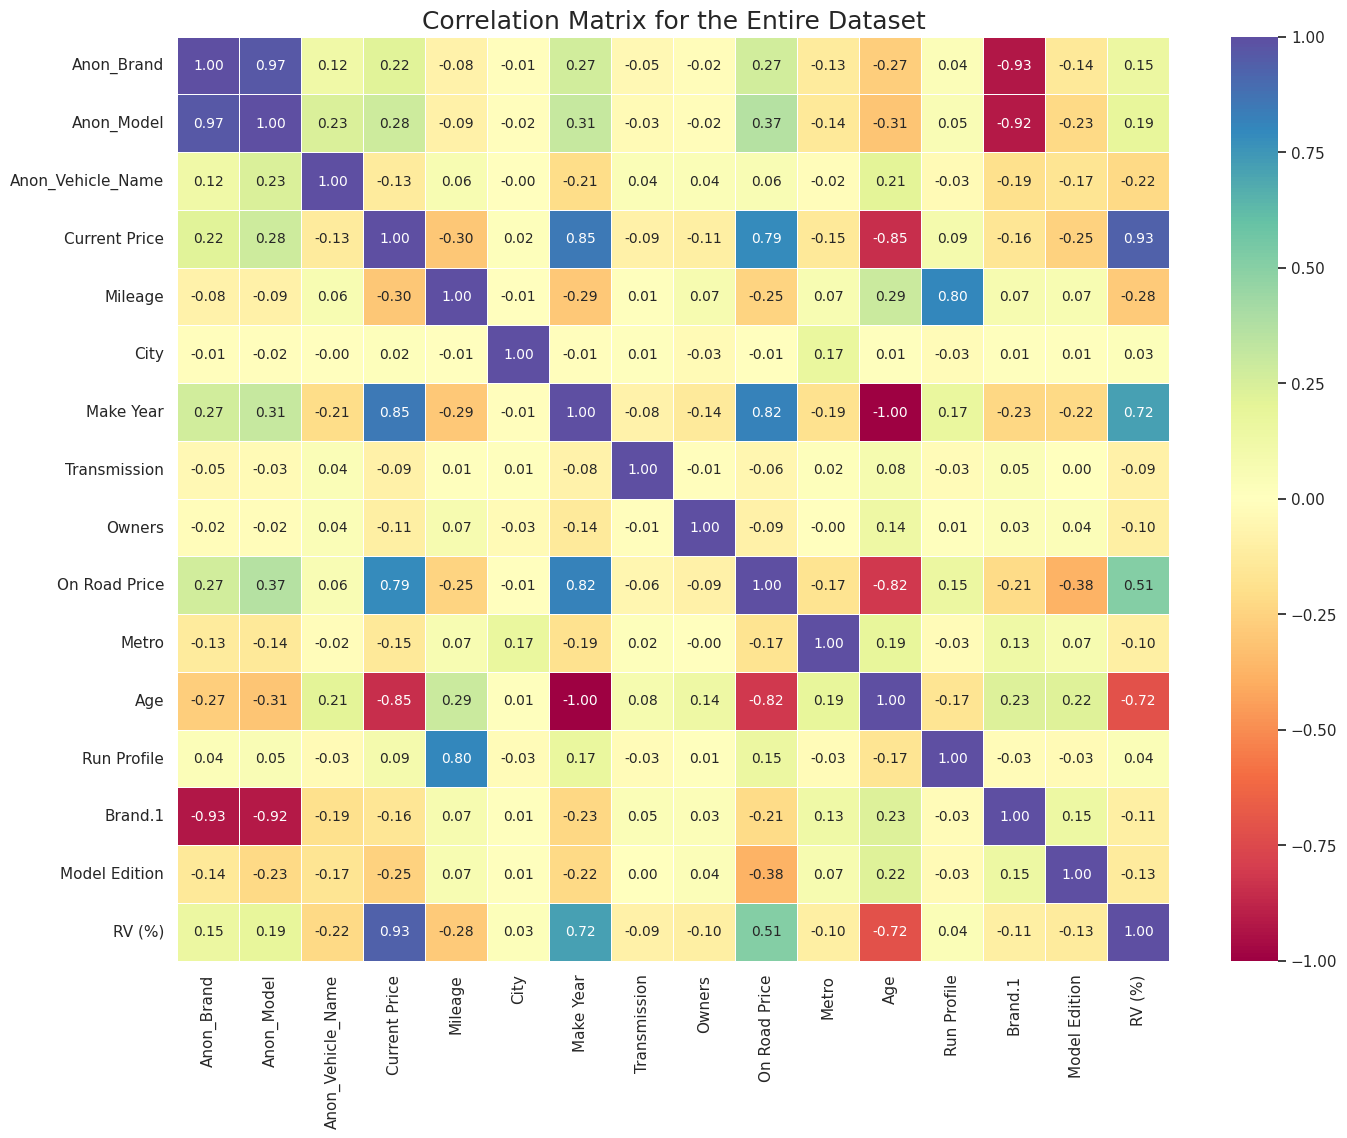 Correlation Matrix for the Entire Dataset
Anon_Brand 1.00 0.97 0.12 0.22 -0.08 -0.01 0.27 -0.05 -0.02 0.27 -0.13 -0.27 0.04 -0.93 -0.14 0.15
Anon_Model 0.97 1.00 0.23 0.28 -0.09 -0.02 0.31 -0.03 -0.02 0.37 -0.14 -0.31 0.05 -0.92 -0.23 0.19
Anon_Vehicle_Name 0.12 0.23 1.00 -0.13 0.06 -0.00 -0.21 0.04 0.04 0.06 -0.02 0.21 -0.03 -0.19 -0.17 -0.22
Current Price 0.22 0.28 -0.13 1.00 -0.30 0.02 0.85 -0.09 -0.11 0.79 -0.15 -0.85 0.09 -0.16 -0.25 0.93
Mileage -0.08 -0.09 0.06 -0.30 1.00 -0.01 -0.29 0.01 0.07 -0.25 0.07 0.29 0.80 0.07 0.07 -0.28
City -0.01 -0.02 -0.00 0.02 -0.01 1.00 -0.01 0.01 -0.03 -0.01 0.17 0.01 -0.03 0.01 0.01 0.03
Make Year 0.27 0.31 -0.21 0.85 -0.29 -0.01 1.00 -0.08 -0.14 0.82 -0.19 -1.00 0.17 -0.23 -0.22 0.72
Transmission -0.05 -0.03 0.04 -0.09 0.01 0.01 -0.08 1.00 -0.01 -0.06 0.02 0.08 -0.03 0.05 0.00 -0.09
Owners -0.02 -0.02 0.04 -0.11 0.07 -0.03 -0.14 -0.01 1.00 -0.09 -0.00 0.14 0.01 0.03 0.04 -0.10
On Road Price 0.27 0.37 0.06 0.79 -0.25 -0.01 0.82 -0.06 -0.09 1.00 -0.17 -0.82 0.15 -0.21 -0.38 0.51
Metro -0.13 -0.14 -0.02 -0.15 0.07 0.17 -0.19 0.02 -0.00 -0.17 1.00 0.19 -0.03 0.13 0.07 -0.10
Age -0.27 -0.31 0.21 -0.85 0.29 0.01 -1.00 0.08 0.14 -0.82 0.19 1.00 -0.17 0.23 0.22 -0.72
Run Profile 0.04 0.05 -0.03 0.09 0.80 -0.03 0.17 -0.03 0.01 0.15 -0.03 -0.17 1.00 -0.03 -0.03 0.04
Brand.1 -0.93 -0.92 -0.19 -0.16 0.07 0.01 -0.23 0.05 0.03 -0.21 0.13 0.23 -0.03 1.00 0.15 -0.11
Model Edition -0.14 -0.23 -0.17 -0.25 0.07 0.01 -0.22 0.00 0.04 -0.38 0.07 0.22 -0.03 0.15 1.00 -0.13
RV (%) 0.15 0.19 -0.22 0.93 -0.28 0.03 0.72 -0.09 -0.10 0.51 -0.10 -0.72 0.04 -0.11 -0.13 1.00
Anon_Brand
Anon_Model
Anon_Vehicle_Name
Current Price
Mileage
City
Make Year
Transmission
Owners
On Road Price
Metro
Age
Run Profile
Brand.1
Model Edition
RV (%)
1.00
0.75
0.50
0.25
0.00
−0.25
−0.50
−0.75
−1.00